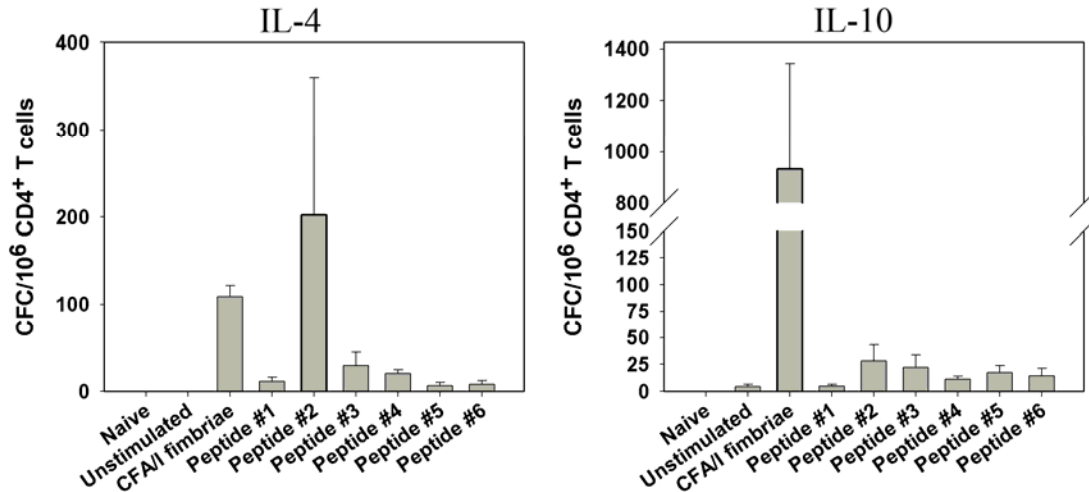 IL-4
CFC/10⁶ CD4⁺ T cells
400
300
200
100
0
Naive
Unstimulated
CFA/I fimbriae
Peptide #1
Peptide #2
Peptide #3
Peptide #4
Peptide #5
Peptide #6
IL-10
CFC/10⁶ CD4⁺ T cells
1400
1200
1000
800
150
125
100
75
50
25
0
Naive
Unstimulated
CFA/I fimbriae
Peptide #1
Peptide #2
Peptide #3
Peptide #4
Peptide #5
Peptide #6